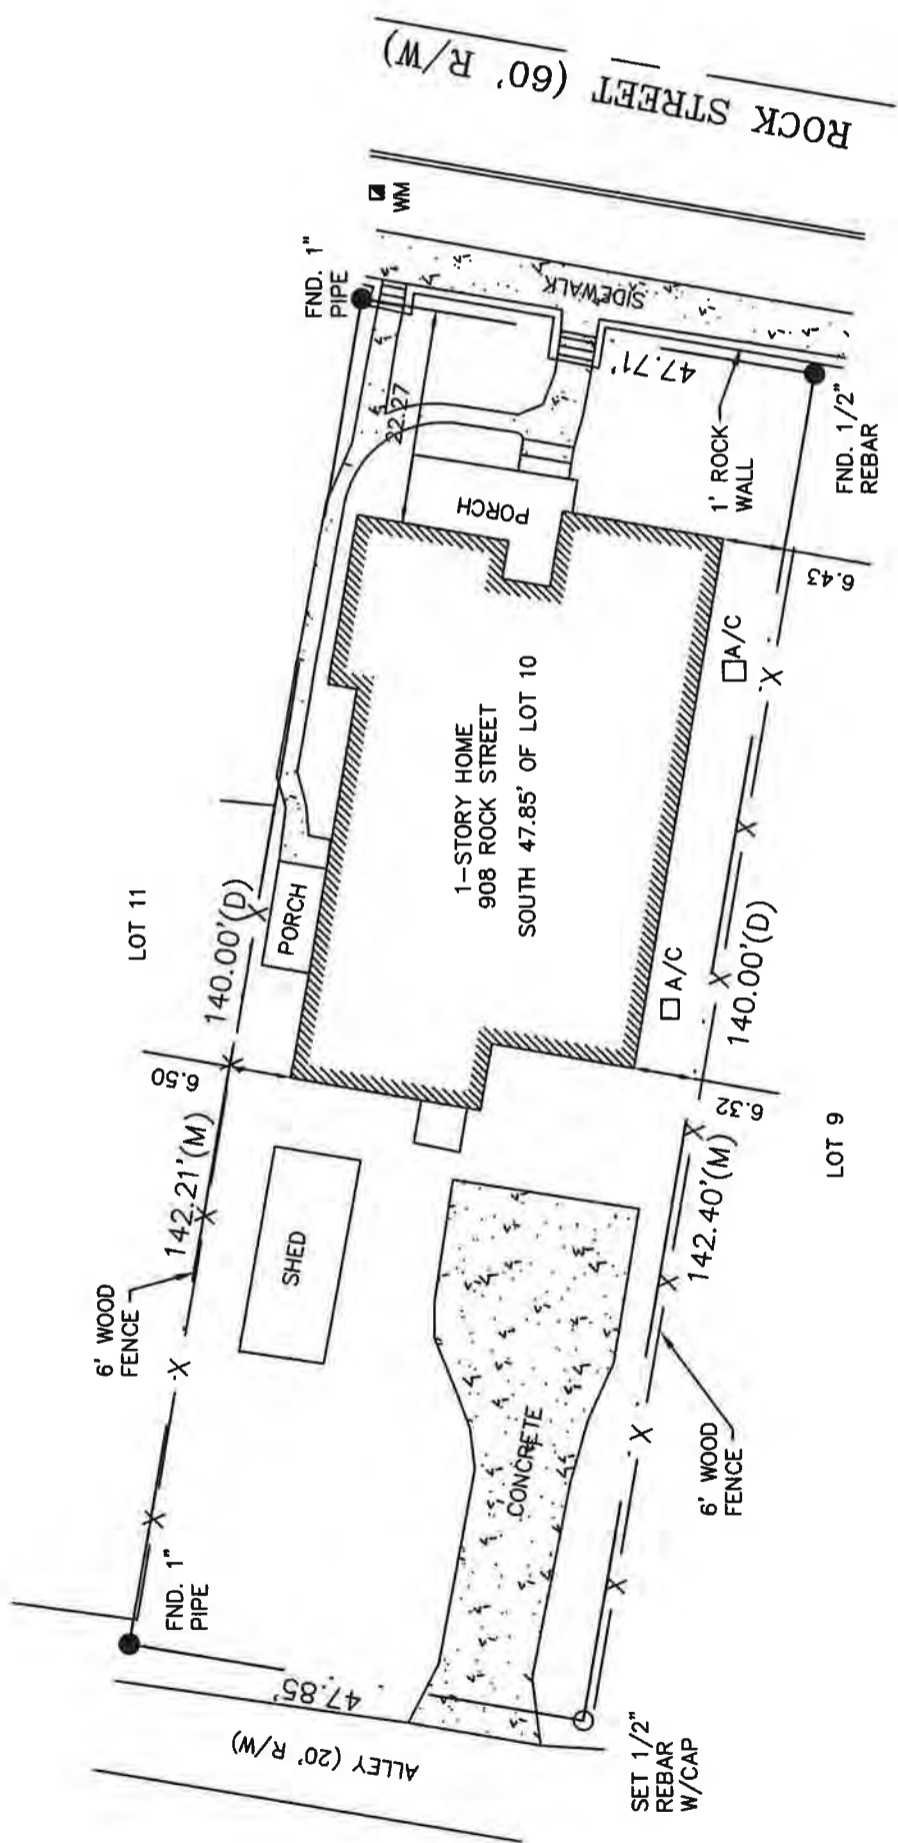 ROCK STREET (60' R/W)
WM
FND. 1"
PIPE
SIDEWALK
22.27
47.71'
1' ROCK
WALL
FND. 1/2"
REBAR
PORCH
6.43
A/C
1-STORY HOME
908 ROCK STREET
SOUTH 47.85' OF LOT 10
LOT 11
140.00'(D)
PORCH
A/C
140.00'(D)
6.50
6.32
142.21'(M)
142.40'(M)
LOT 9
SHED
6' WOOD
FENCE
CONCRETE
6' WOOD
FENCE
FND. 1"
PIPE
47.85'
ALLEY (20' R/W)
SET 1/2"
REBAR
W/CAP